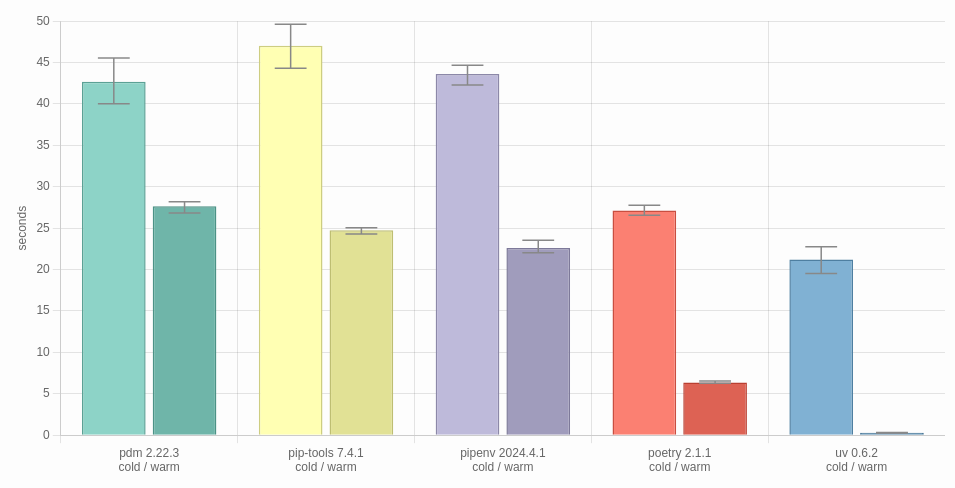 50
45
40
35
30
25
20
15
10
5
0
seconds
pdm 2.22.3
cold / warm
pip-tools 7.4.1
cold / warm
pipenv 2024.4.1
cold / warm
poetry 2.1.1
cold / warm
uv 0.6.2
cold / warm